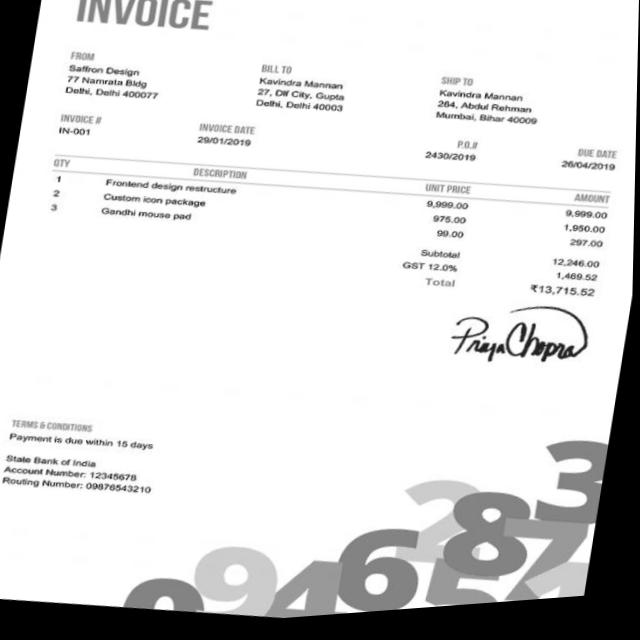 INVOICE
FROM
Saffron Design
77 Namrata Bldg
Delhi, Delhi 400077
BILL TO
Kavindra Mannan
27, Dlf City, Gupta
Delhi, Delhi 40003
SHIP TO
Kavindra Mannan
264, Abdul Rehman
Mumbai, Bihar 40009
INVOICE #
IN-001
INVOICE DATE
29/01/2019
P.O.#
2430/2019
DUE DATE
26/04/2019
QTY DESCRIPTION UNIT PRICE AMOUNT
1 Frontend design restructure 9,999.00 9,999.00
2 Custom icon package 975.00 1,950.00
3 Gandhi mouse pad 99.00 297.00
Subtotal 12,246.00
GST 12.0% 1,469.52
Total ₹13,715.52
Priya Chopra
TERMS & CONDITIONS
Payment is due within 15 days
State Bank of India
Account Number: 12345678
Routing Number: 09876543210
3
2 8 7
9 9 4 6 5 4